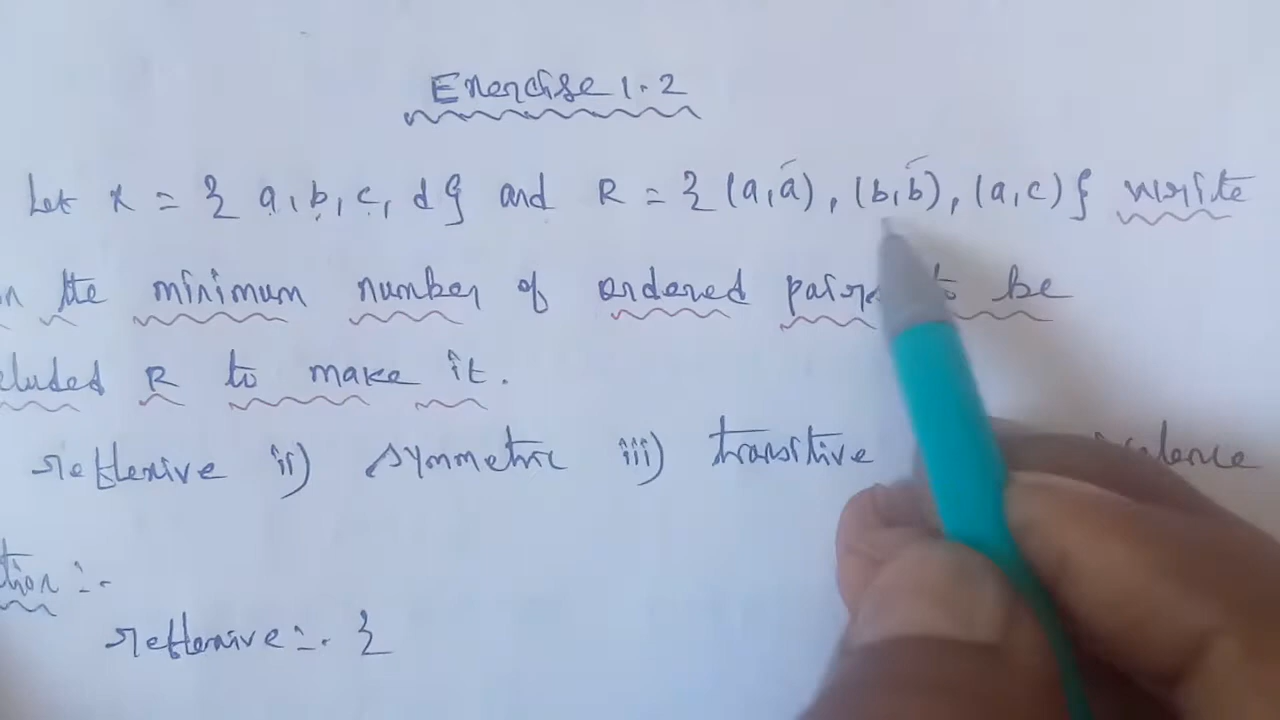 Exercise 1.2
Let X = { a, b, c, d } and R = { (a, a), (b, b), (a, c) } write
the minimum number of ordered pairs to be
R to make it.
reflexive ii) symmetric iii) transitive
reflexive :- {